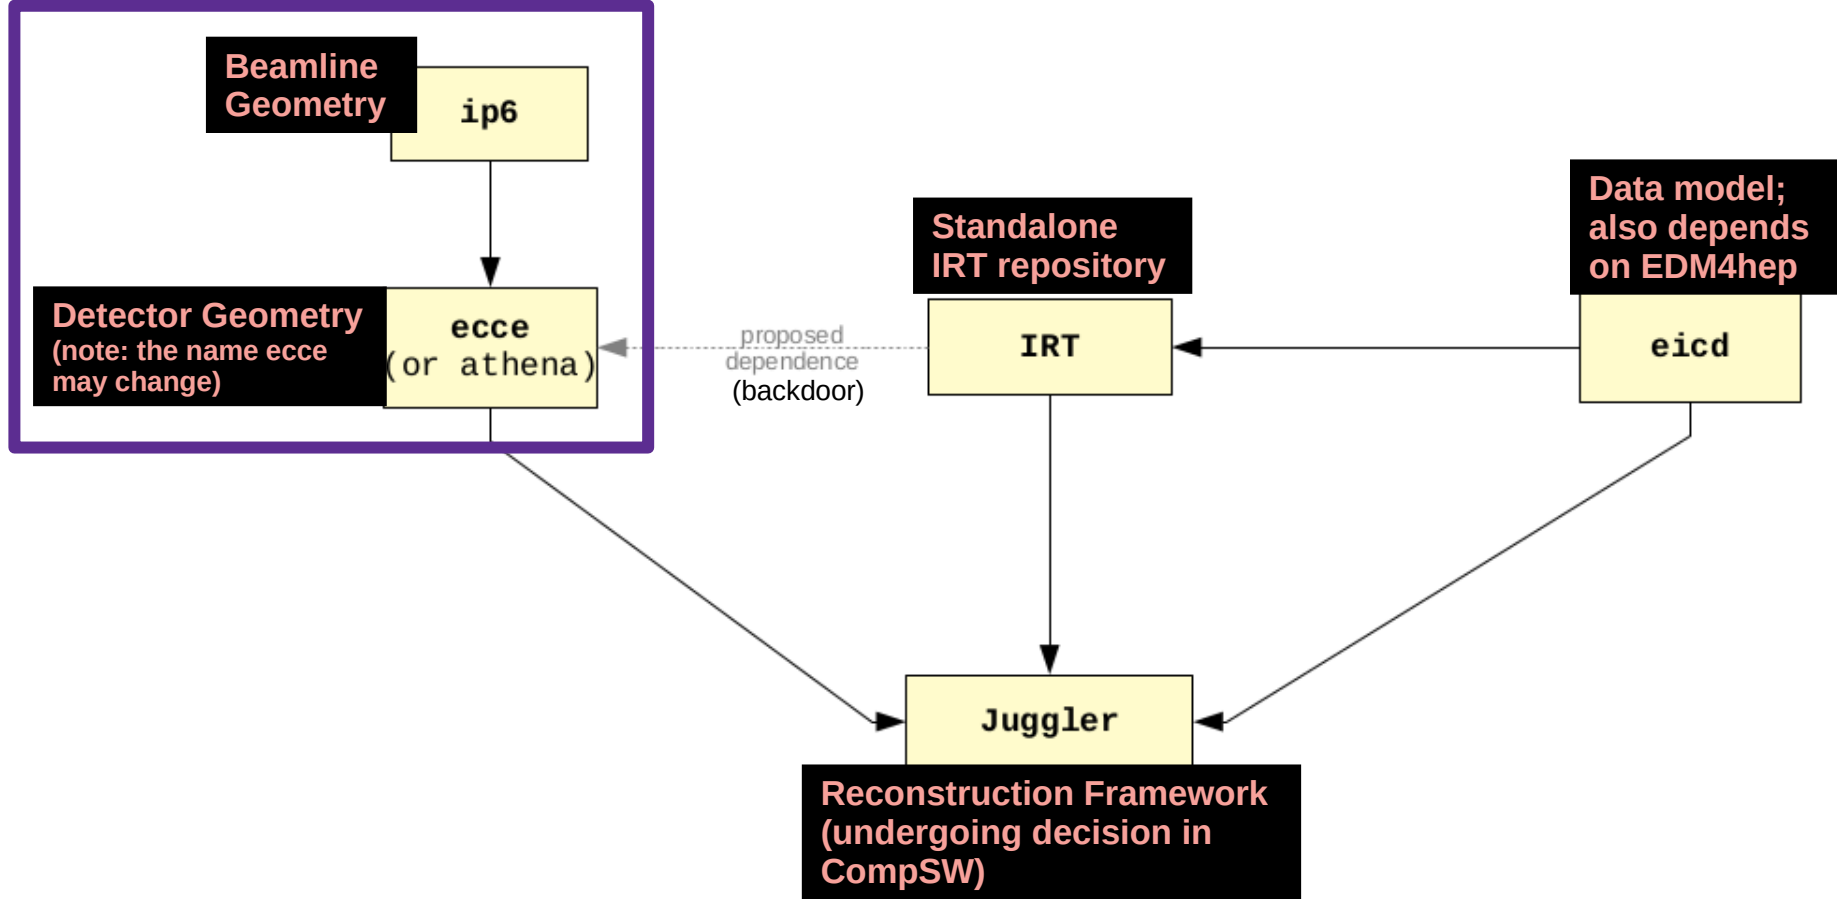 Beamline
Geometry
ip6
Detector Geometry
(note: the name ecce
may change)
ecce
(or athena)
proposed
dependence
(backdoor)
Standalone
IRT repository
IRT
Data model;
also depends
on EDM4hep
eicd
Juggler
Reconstruction Framework
(undergoing decision in
CompSW)